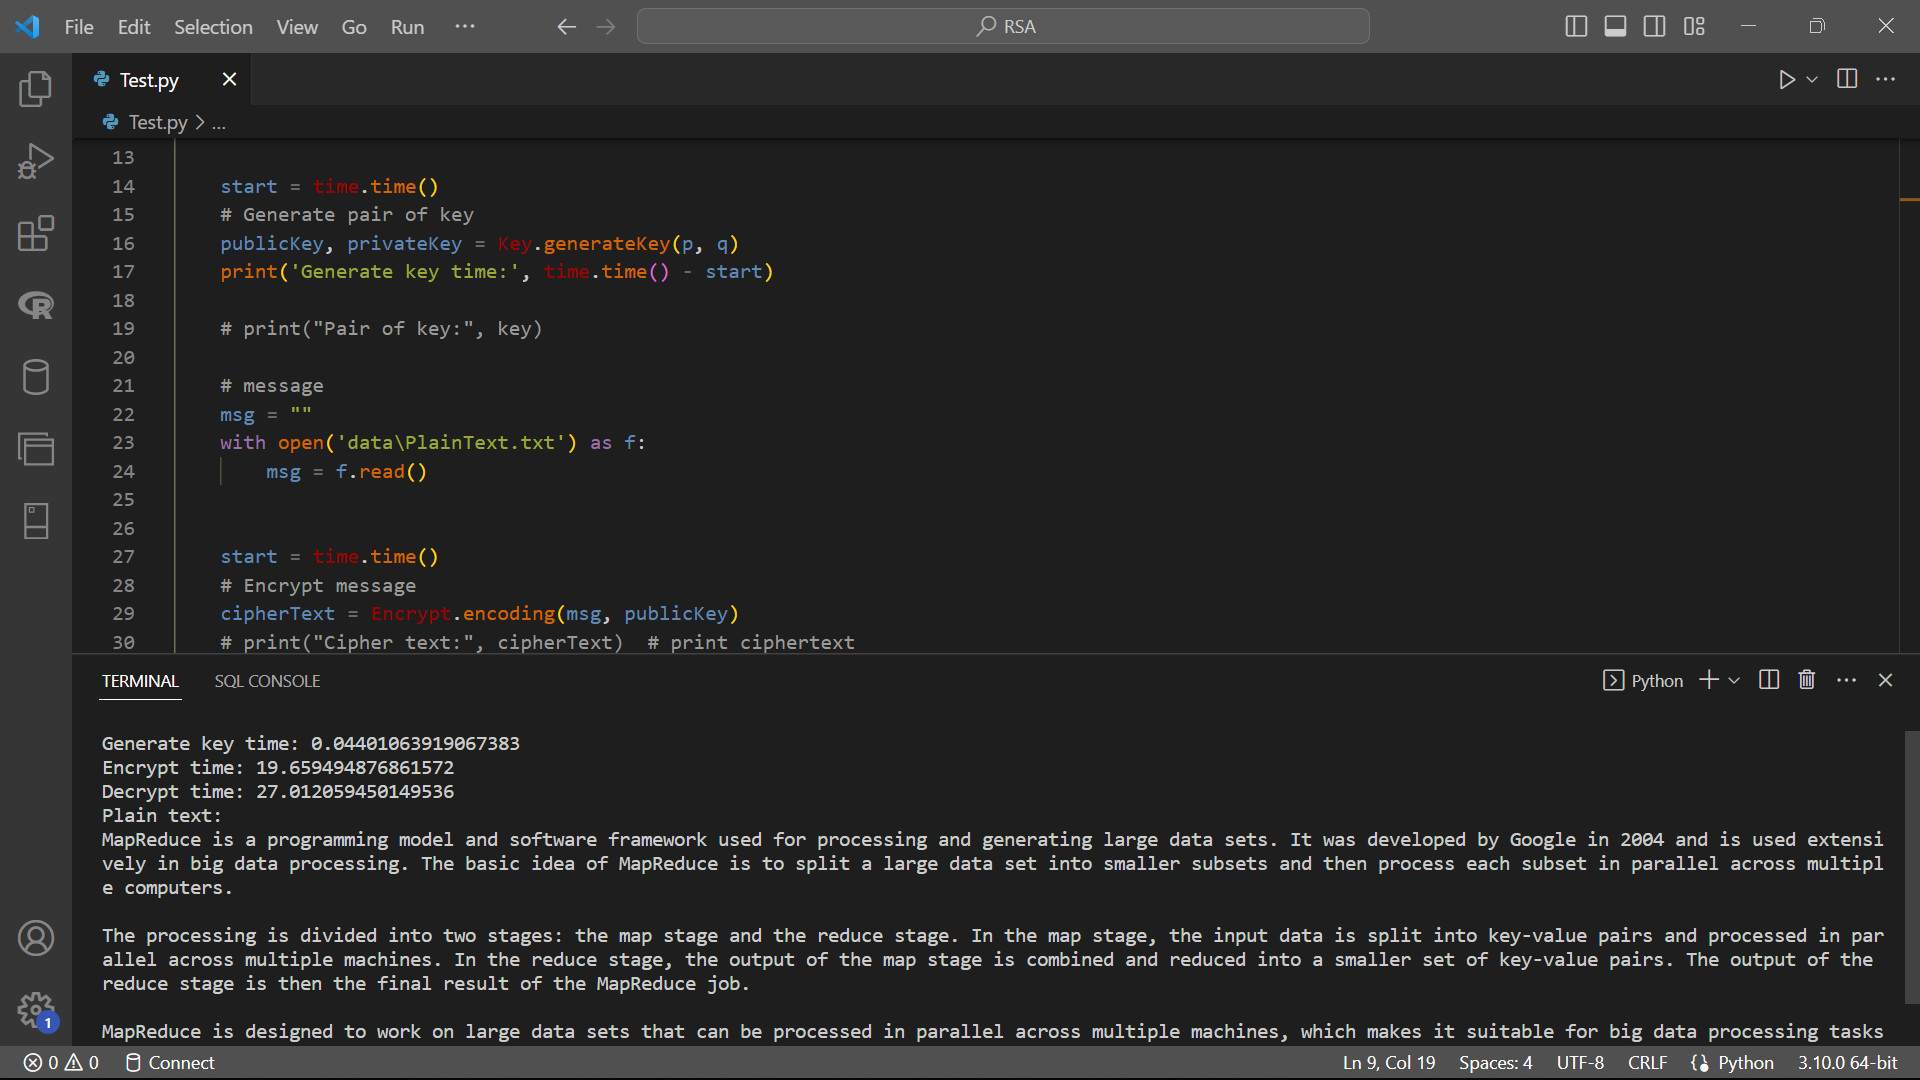 File Edit Selection View Go Run ··· RSA
Test.py
Test.py > ...
13
14 start = time.time()
15 # Generate pair of key
16 publicKey, privateKey = Key.generateKey(p, q)
17 print('Generate key time:', time.time() - start)
18
19 # print("Pair of key:", key)
20
21 # message
22 msg = ""
23 with open('data\PlainText.txt') as f:
24 msg = f.read()
25
26
27 start = time.time()
28 # Encrypt message
29 cipherText = Encrypt.encoding(msg, publicKey)
30 # print("Cipher text:", cipherText)  # print ciphertext
TERMINAL SQL CONSOLE Python
Generate key time: 0.04401063919067383
Encrypt time: 19.659494876861572
Decrypt time: 27.012059450149536
Plain text:
MapReduce is a programming model and software framework used for processing and generating large data sets. It was developed by Google in 2004 and is used extensi
vely in big data processing. The basic idea of MapReduce is to split a large data set into smaller subsets and then process each subset in parallel across multipl
e computers.
The processing is divided into two stages: the map stage and the reduce stage. In the map stage, the input data is split into key-value pairs and processed in par
allel across multiple machines. In the reduce stage, the output of the map stage is combined and reduced into a smaller set of key-value pairs. The output of the
reduce stage is then the final result of the MapReduce job.
MapReduce is designed to work on large data sets that can be processed in parallel across multiple machines, which makes it suitable for big data processing tasks
1
0 0 Connect Ln 9, Col 19 Spaces: 4 UTF-8 CRLF Python 3.10.0 64-bit